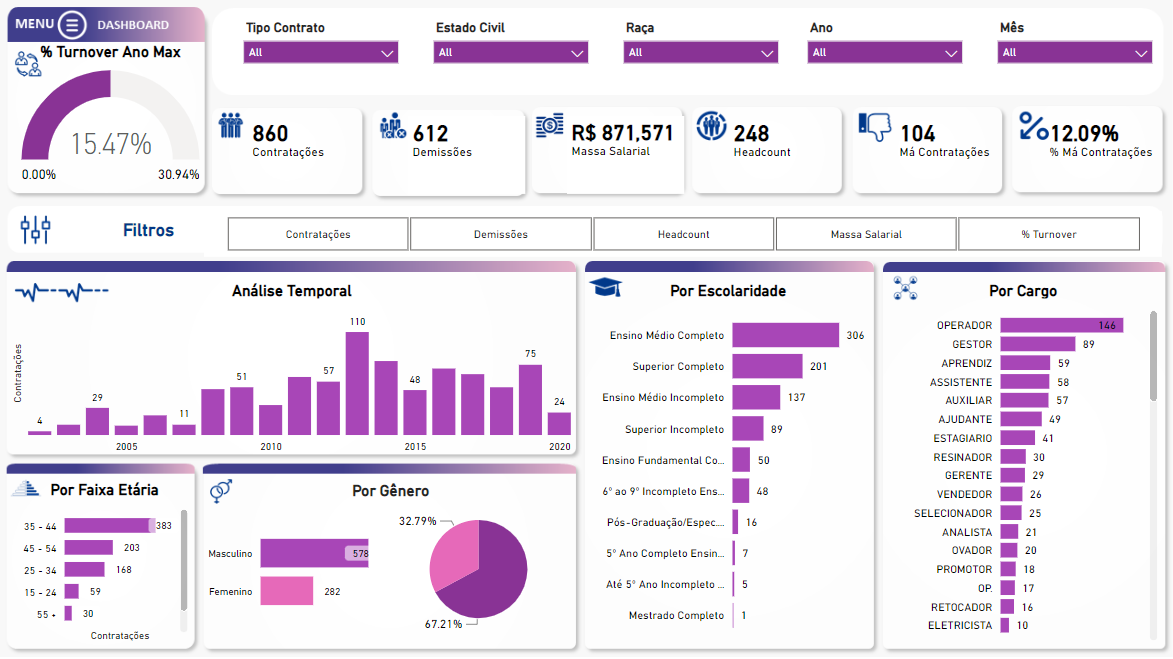 MENU DASHBOARD
% Turnover Ano Max
15.47%
0.00% 30.94%
Tipo Contrato
All
Estado Civil
All
Raça
All
Ano
All
Mês
All
860
Contratações
612
Demissões
R$ 871,571
Massa Salarial
248
Headcount
104
Má Contratações
12.09%
% Má Contratações
Filtros
Contratações
Demissões
Headcount
Massa Salarial
% Turnover
Análise Temporal
Contratações
4
29
11
51
57
110
48
75
24
2005 2010 2015 2020
Por Faixa Etária
35 - 44 383
45 - 54 203
25 - 34 168
15 - 24 59
55 + 30
Contratações
Por Gênero
Masculino 578
Femenino 282
32.79%
67.21%
Por Escolaridade
Ensino Médio Completo 306
Superior Completo 201
Ensino Médio Incompleto 137
Superior Incompleto 89
Ensino Fundamental Co... 50
6° ao 9° Incompleto Ens... 48
Pós-Graduação/Espec.... 16
5° Ano Completo Ensin... 7
Até 5° Ano Incompleto ... 5
Mestrado Completo 1
Por Cargo
OPERADOR 146
GESTOR 89
APRENDIZ 59
ASSISTENTE 58
AUXILIAR 57
AJUDANTE 49
ESTAGIARIO 41
RESINADOR 30
GERENTE 29
VENDEDOR 26
SELECIONADOR 25
ANALISTA 21
OVADOR 20
PROMOTOR 18
OP. 17
RETOCADOR 16
ELETRICISTA 10